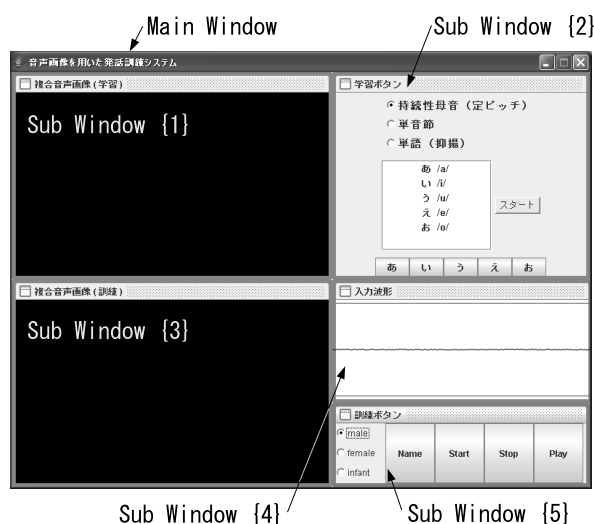 Main Window
Sub Window {2}
音声画像を用いた発話訓練システム
複合音声画像(学習)
Sub Window {1}
学習ボタン
持続性母音(定ピッチ)
単音節
単語(抑揚)
あ /a/
い /i/
う /u/
え /e/
お /o/
スタート
あ い う え お
複合音声画像(訓練)
Sub Window {3}
入力波形
訓練ボタン
male
female
infant
Name Start Stop Play
Sub Window {4}
Sub Window {5}